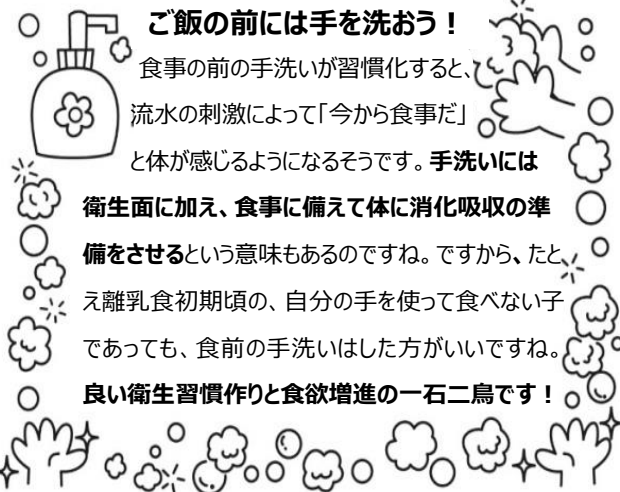 ご飯の前には手を洗おう！
食事の前の手洗いが習慣化すると、
流水の刺激によって「今から食事だ」
と体が感じるようになるそうです。手洗いには
衛生面に加え、食事に備えて体に消化吸収の準
備をさせるという意味もあるのですね。ですから、たと
え離乳食初期頃の、自分の手を使って食べない子
であっても、食前の手洗いはした方がいいですね。
良い衛生習慣作りと食欲増進の一石二鳥です！